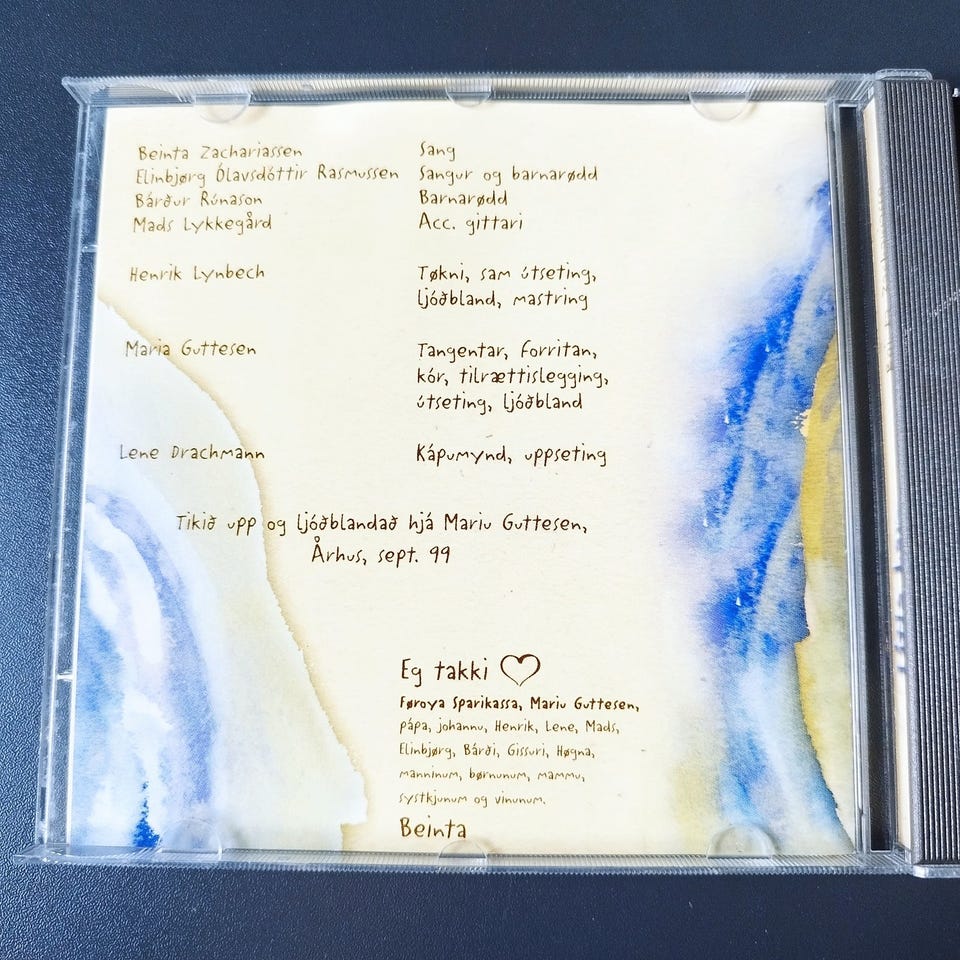 Beinta Zachariassen Sang
Elinbjørg Ólavsdóttir Rasmussen Sangur og barnarødd
Bárður Rúnason Barnarødd
Mads Lykkegård Acc. gittari
Henrik Lynbech Tøkni, sam útseting,
ljóðbland, mastring
Maria Guttesen Tangentar, forritan,
kór, tilrættislegging,
útseting, ljóðbland
Lene Drachmann Kápumynd, uppseting
Tikið upp og ljóðblandað hjá Mariu Guttesen,
Århus, sept. 99
Eg takki
Føroya Sparikassa, Mariu Guttesen,
pápa, johannu, Henrik, Lene, Mads,
Elinbjørg, Bárði, Gissuri, Høgna,
manninum, børnunum, mammu,
systkjunum og vinunum.
Beinta